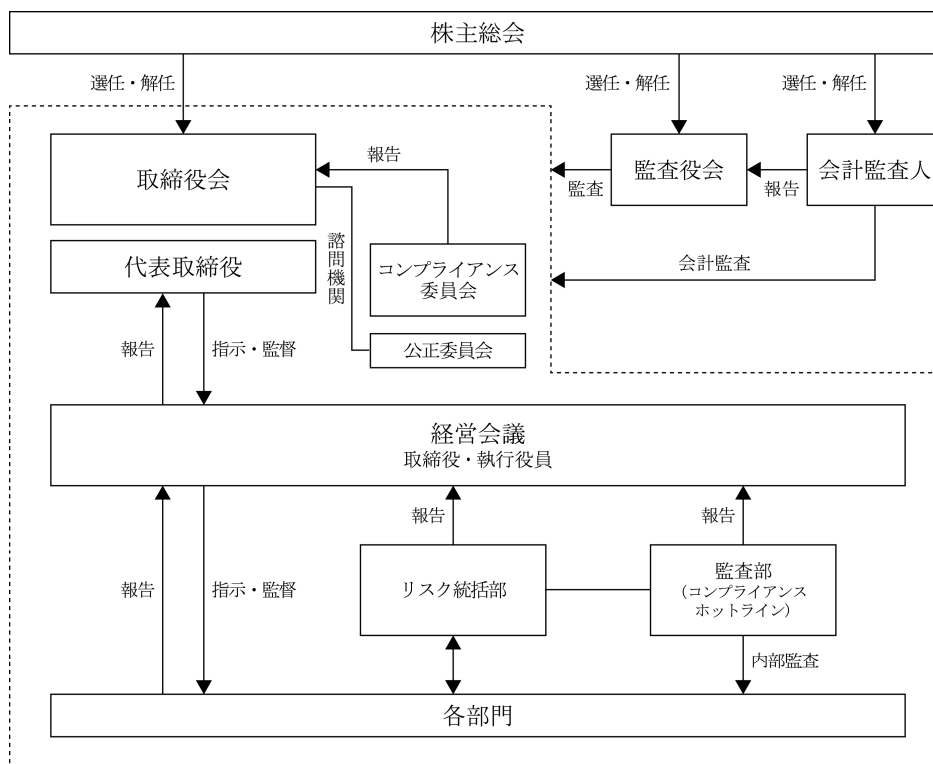 株主総会
選任・解任
選任・解任
選任・解任
取締役会
報告
監査
監査役会
報告
会計監査人
諮問機関
代表取締役
コンプライアンス
委員会
会計監査
公正委員会
報告
指示・監督
経営会議
取締役・執行役員
報告
報告
報告
指示・監督
リスク統括部
監査部
（コンプライアンス
ホットライン）
内部監査
各部門